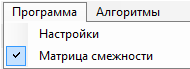 Программа Алгоритмы
Настройки
Матрица смежности